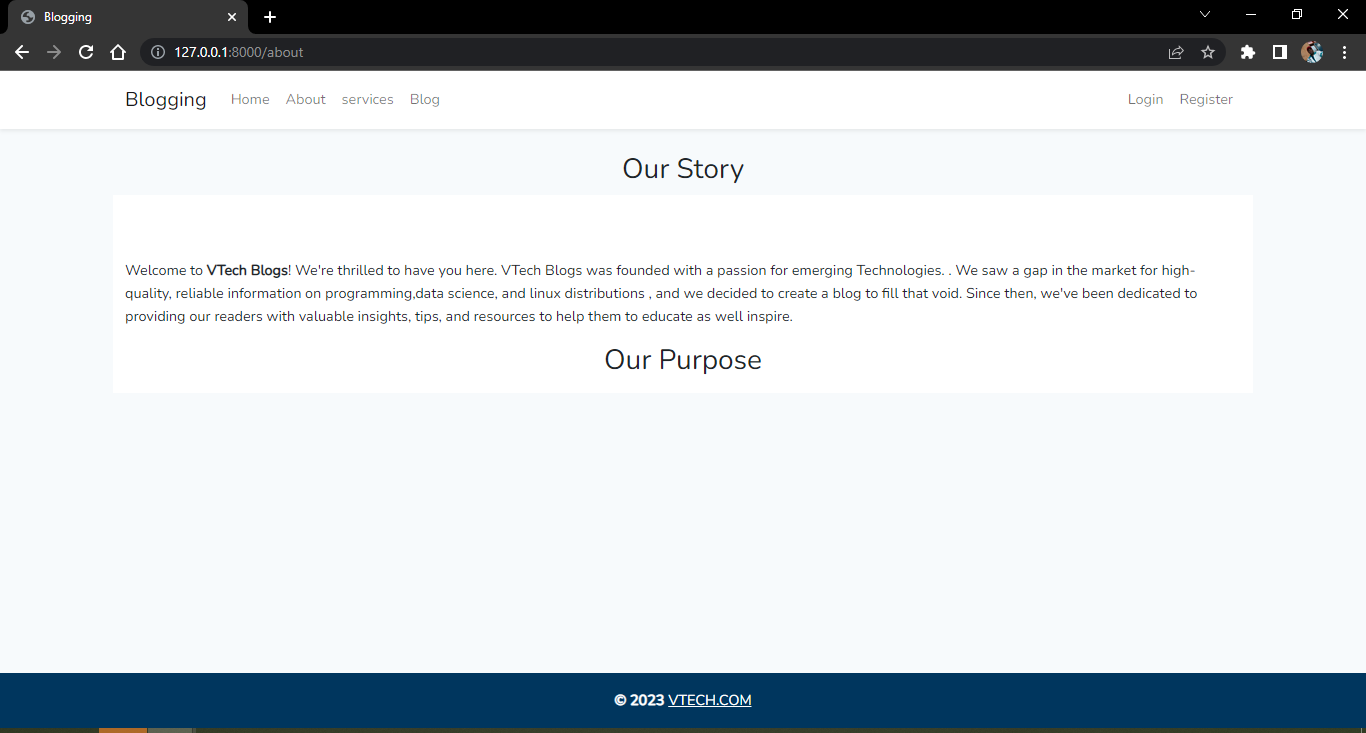 Blogging
127.0.0.1:8000/about
Blogging Home About services Blog Login Register
Our Story
Welcome to VTech Blogs! We're thrilled to have you here. VTech Blogs was founded with a passion for emerging Technologies. . We saw a gap in the market for high-
quality, reliable information on programming,data science, and linux distributions , and we decided to create a blog to fill that void. Since then, we've been dedicated to
providing our readers with valuable insights, tips, and resources to help them to educate as well inspire.
Our Purpose
© 2023 VTECH.COM